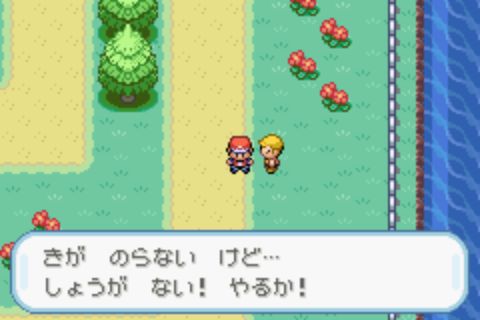 きが　のらない　けど…
しょうが　ない！　やるか！